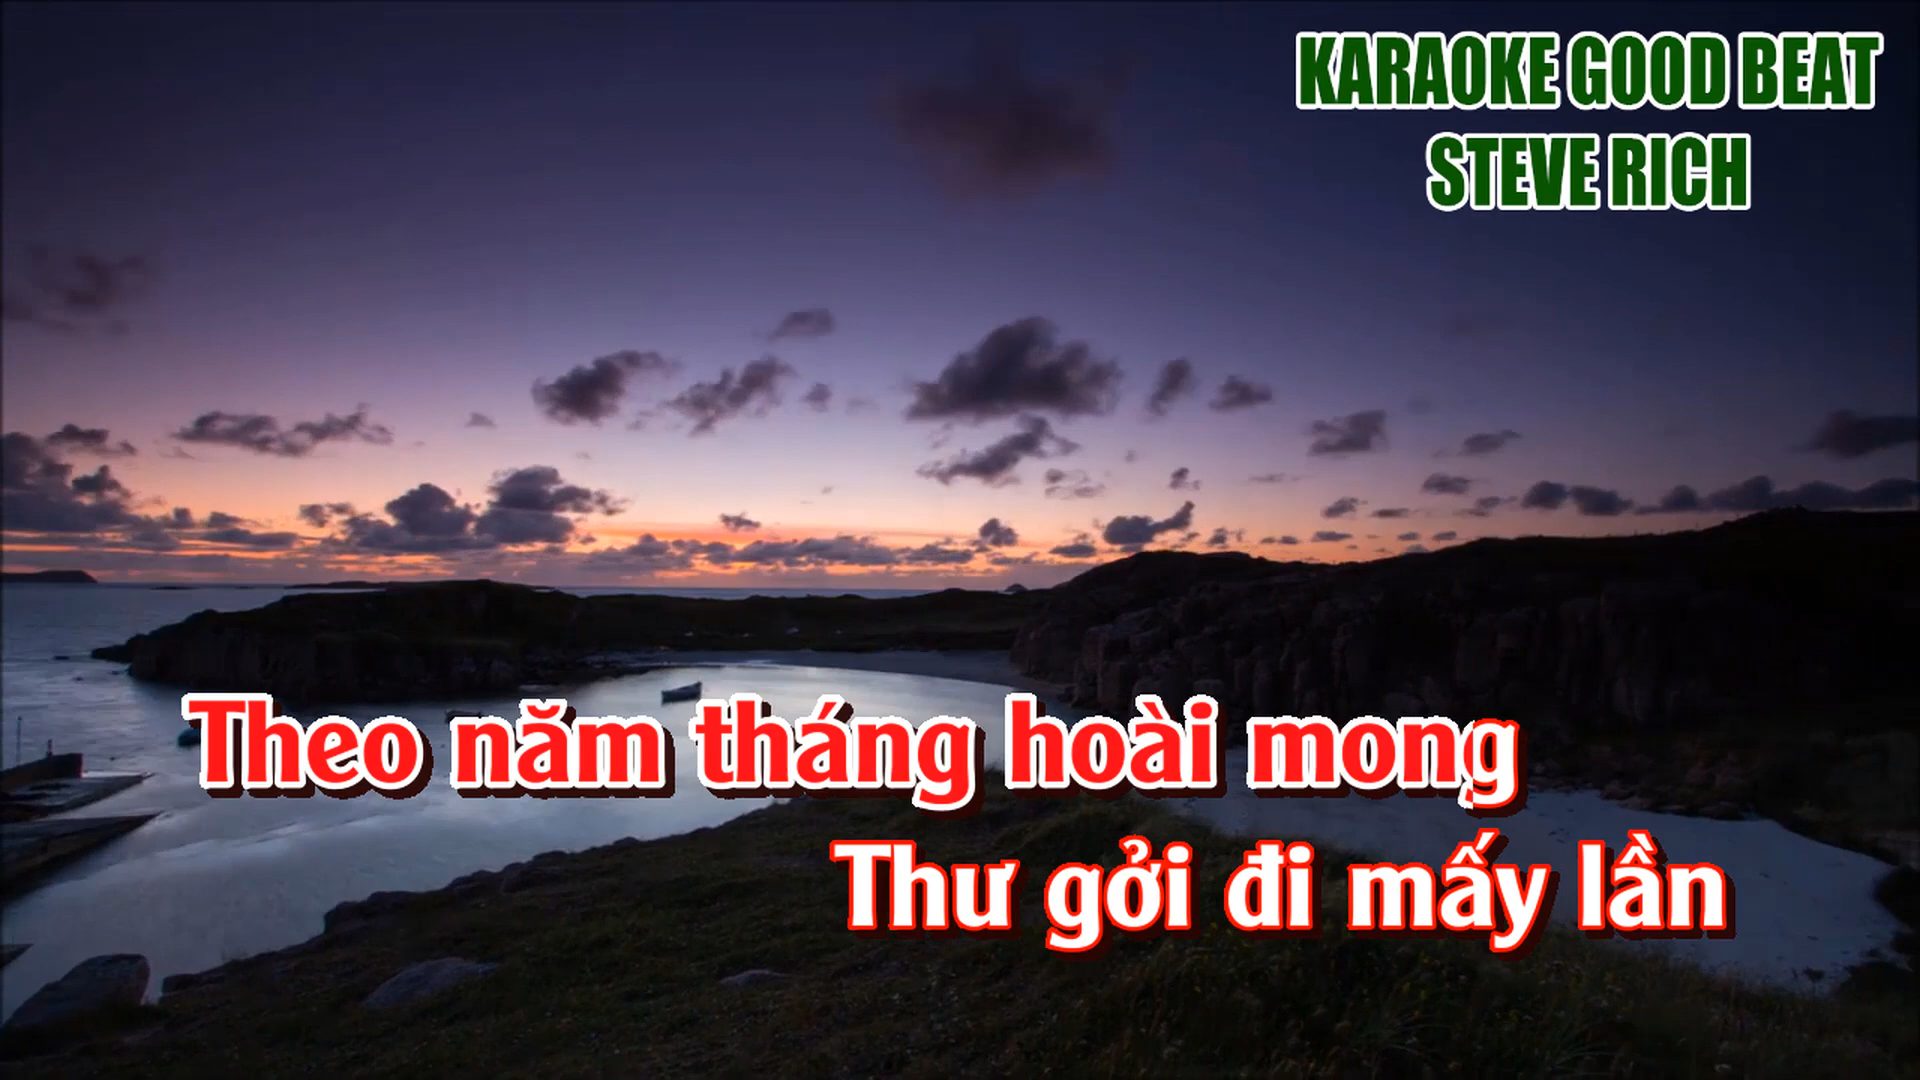 KARAOKE GOOD BEAT
STEVE RICH
Theo năm tháng hoài mong
Thư gởi đi mấy lần